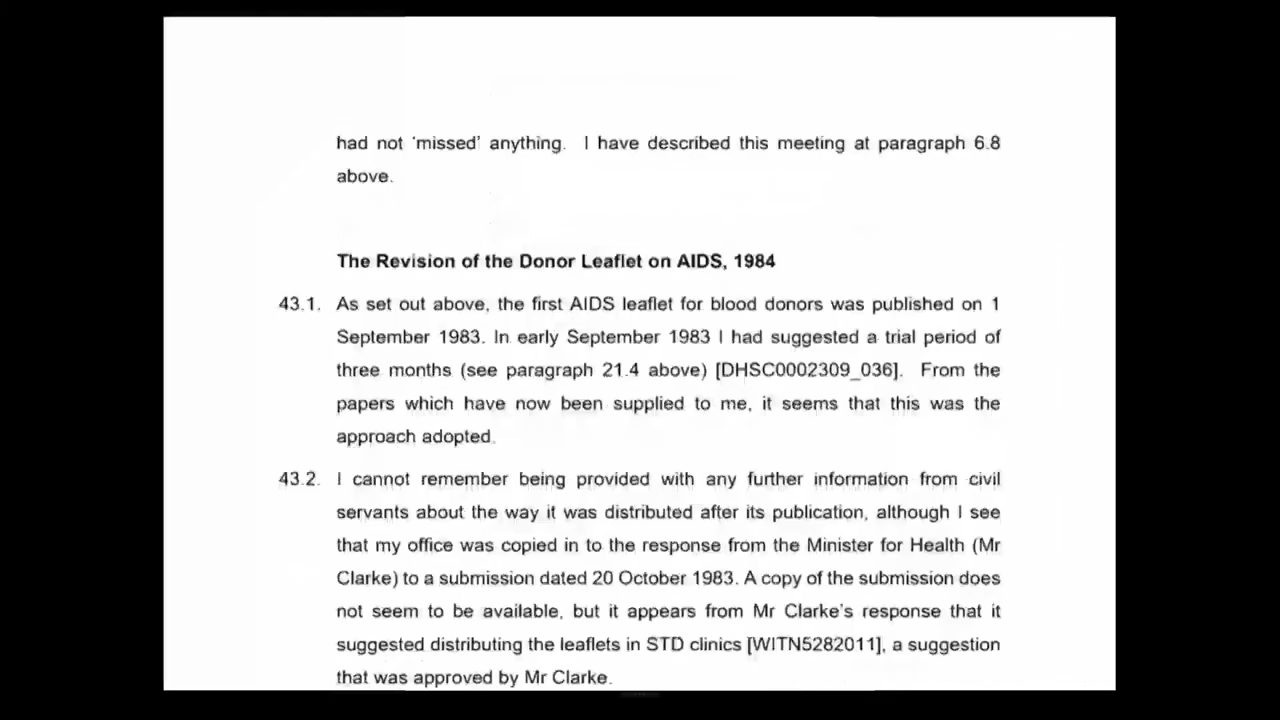 had not ‘missed’ anything. I have described this meeting at paragraph 6.8
above.
The Revision of the Donor Leaflet on AIDS, 1984
43.1. As set out above, the first AIDS leaflet for blood donors was published on 1
September 1983. In early September 1983 I had suggested a trial period of
three months (see paragraph 21.4 above) [DHSC0002309_036]. From the
papers which have now been supplied to me, it seems that this was the
approach adopted.
43.2. I cannot remember being provided with any further information from civil
servants about the way it was distributed after its publication, although I see
that my office was copied in to the response from the Minister for Health (Mr
Clarke) to a submission dated 20 October 1983. A copy of the submission does
not seem to be available, but it appears from Mr Clarke’s response that it
suggested distributing the leaflets in STD clinics [WITN5282011], a suggestion
that was approved by Mr Clarke.